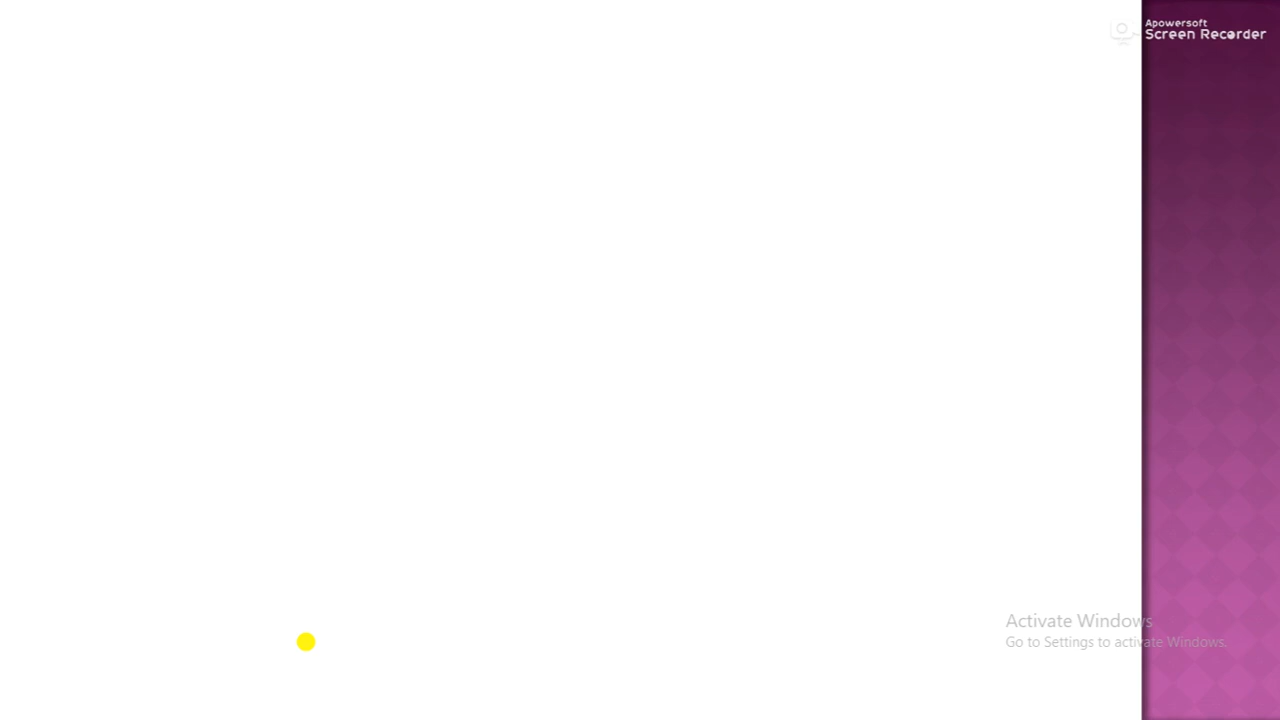 Apowersoft
Screen Recorder
Activate Windows
Go to Settings to activate Windows.